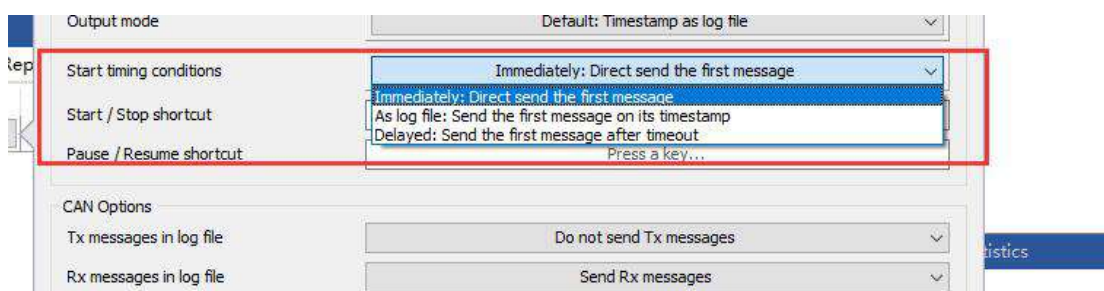 Output mode Default: Timestamp as log file
Rep
Start timing conditions Immediately: Direct send the first message
Immediately: Direct send the first message
Start / Stop shortcut As log file: Send the first message on its timestamp
Delayed: Send the first message after timeout
Pause / Resume shortcut Press a key...
CAN Options
Tx messages in log file Do not send Tx messages
tistics
Rx messages in log file Send Rx messages